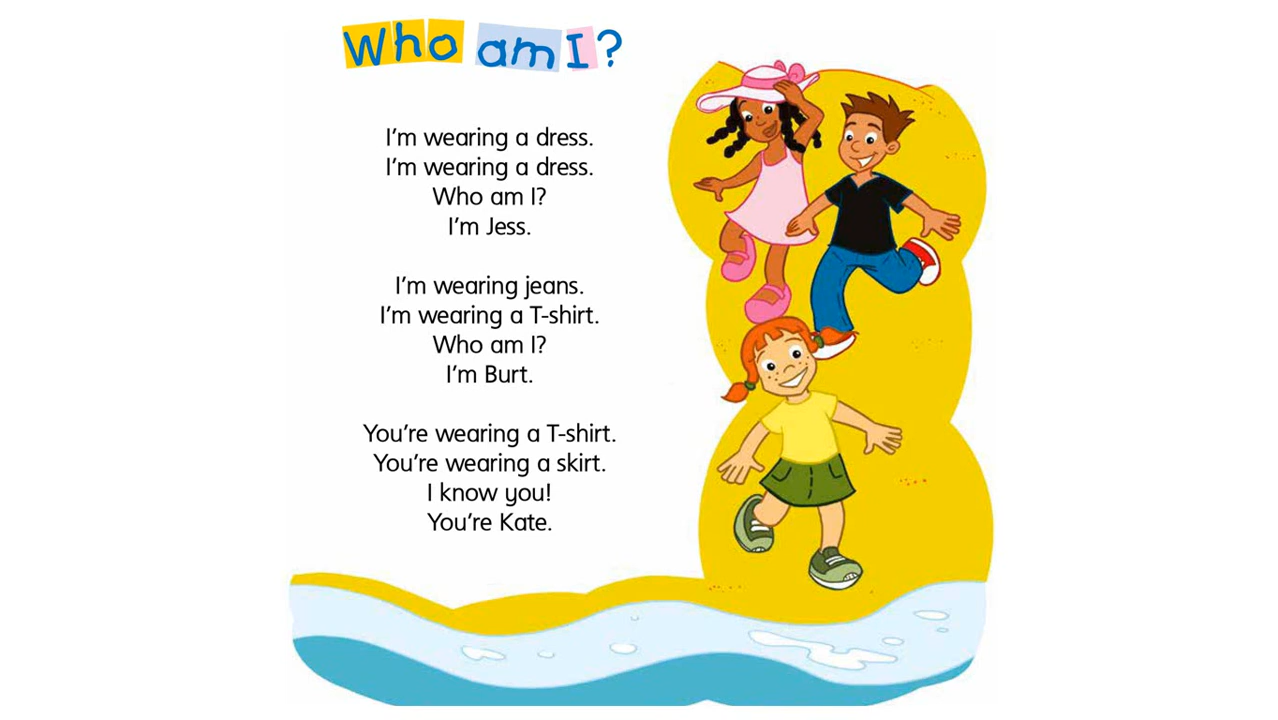 Who am I?
I'm wearing a dress.
I'm wearing a dress.
Who am I?
I'm Jess.
I'm wearing jeans.
I'm wearing a T-shirt.
Who am I?
I'm Burt.
You're wearing a T-shirt.
You're wearing a skirt.
I know you!
You're Kate.